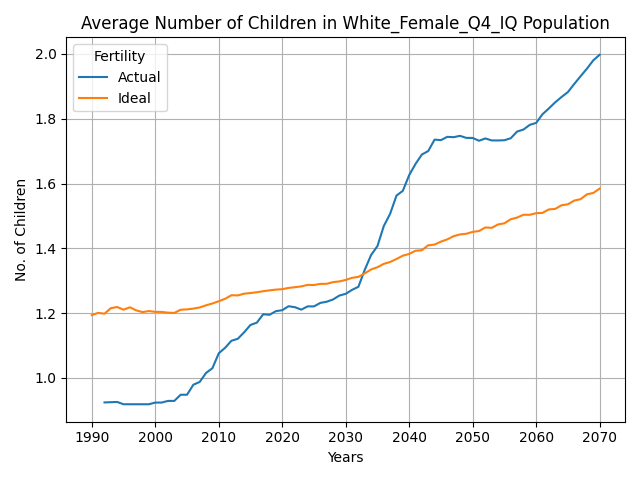 Average Number of Children in White_Female_Q4_IQ Population
Fertility
Actual
Ideal
No. of Children
2.0
1.8
1.6
1.4
1.2
1.0
1990 2000 2010 2020 2030 2040 2050 2060 2070
Years